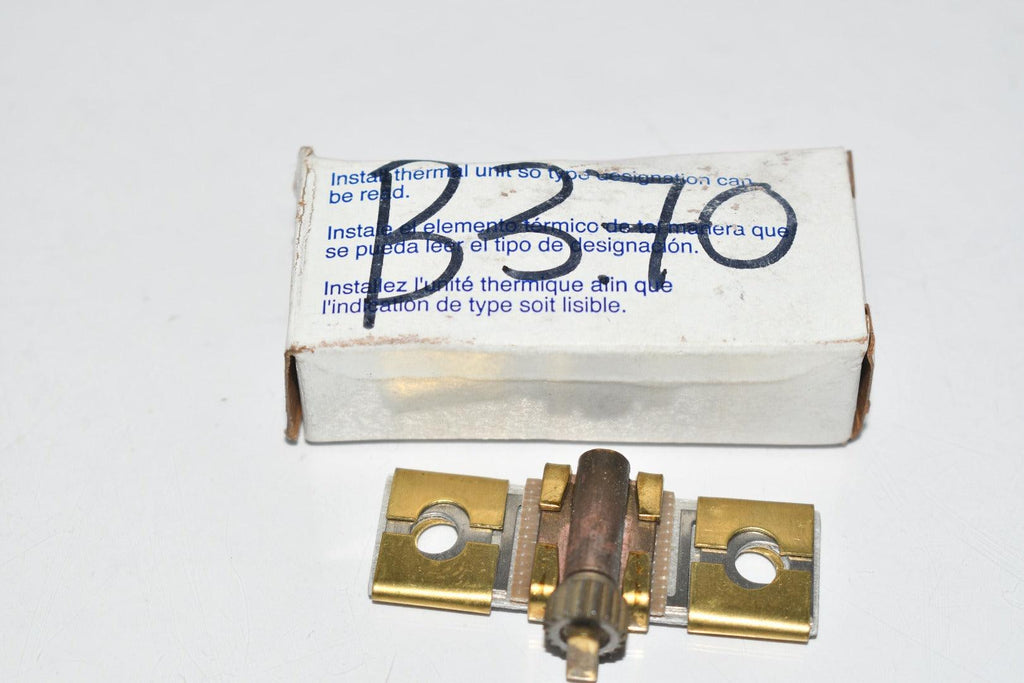 B 3.70
Install thermal unit so type designation can
be read.
Instale el elemento térmico de tal manera que
se pueda leer el tipo de designación.
Installez l'unité thermique afin que
l'indication de type soit lisible.